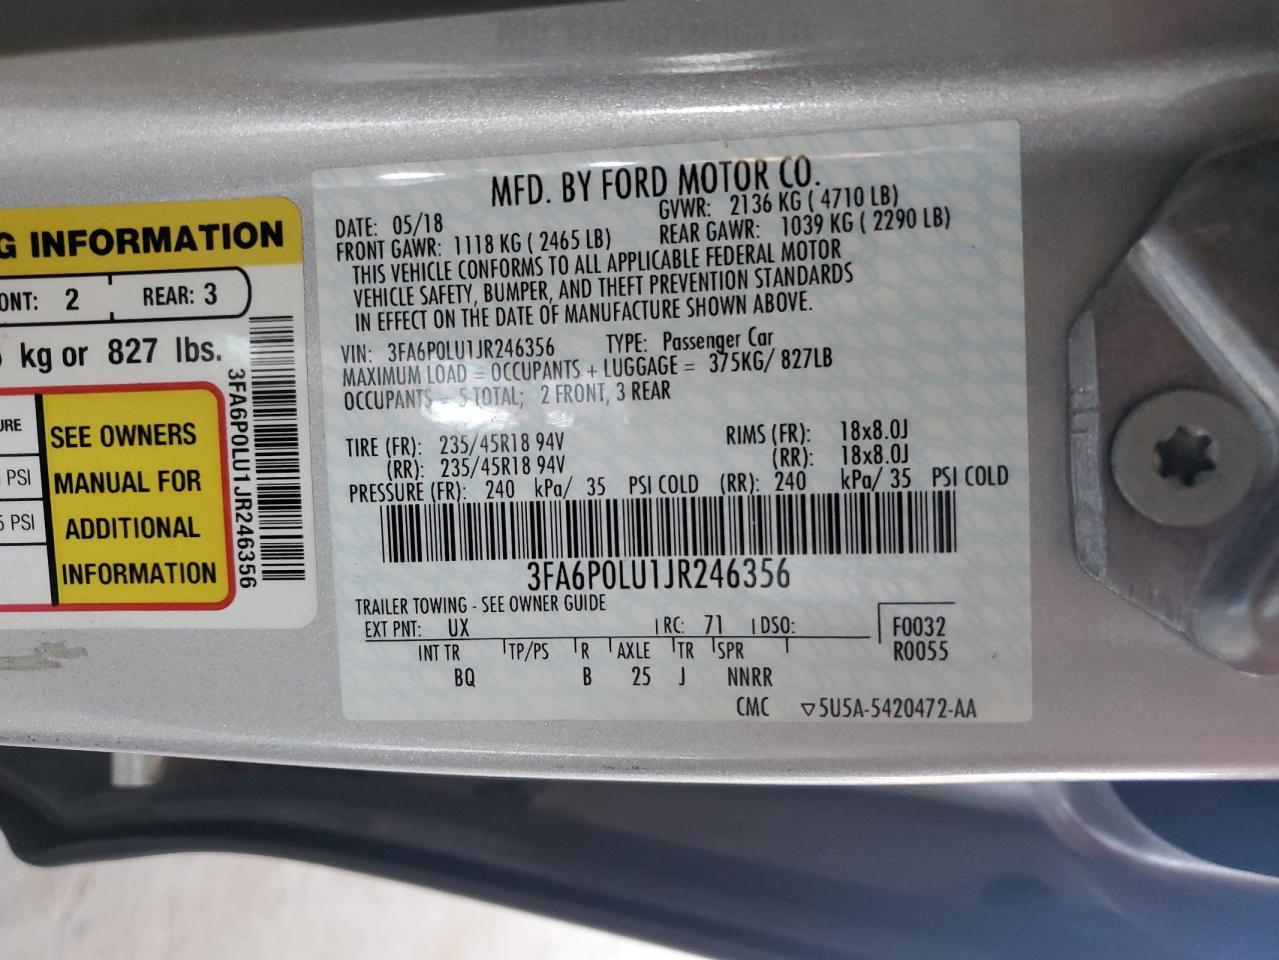 G INFORMATION
ONT: 2 REAR: 3
kg or 827 lbs.
URE
PSI
5 PSI
SEE OWNERS
MANUAL FOR
ADDITIONAL
INFORMATION
3FA6P0LU1JR246356
MFD. BY FORD MOTOR CO.
DATE: 05/18 GVWR: 2136 KG ( 4710 LB)
FRONT GAWR: 1118 KG ( 2465 LB) REAR GAWR: 1039 KG ( 2290 LB)
THIS VEHICLE CONFORMS TO ALL APPLICABLE FEDERAL MOTOR
VEHICLE SAFETY, BUMPER, AND THEFT PREVENTION STANDARDS
IN EFFECT ON THE DATE OF MANUFACTURE SHOWN ABOVE.
VIN: 3FA6P0LU1JR246356 TYPE: Passenger Car
MAXIMUM LOAD = OCCUPANTS + LUGGAGE = 375KG/ 827LB
OCCUPANTS = 5 TOTAL; 2 FRONT, 3 REAR
TIRE (FR): 235/45R18 94V RIMS (FR): 18x8.0J
(RR): 235/45R18 94V (RR): 18x8.0J
PRESSURE (FR): 240 kPa/ 35 PSI COLD (RR): 240 kPa/ 35 PSI COLD
3FA6P0LU1JR246356
TRAILER TOWING - SEE OWNER GUIDE
EXT PNT: UX RC: 71 DSO: F0032
INT TR TP/PS R AXLE TR SPR R0055
BQ B 25 J NNRR
CMC ▽5U5A-5420472-AA